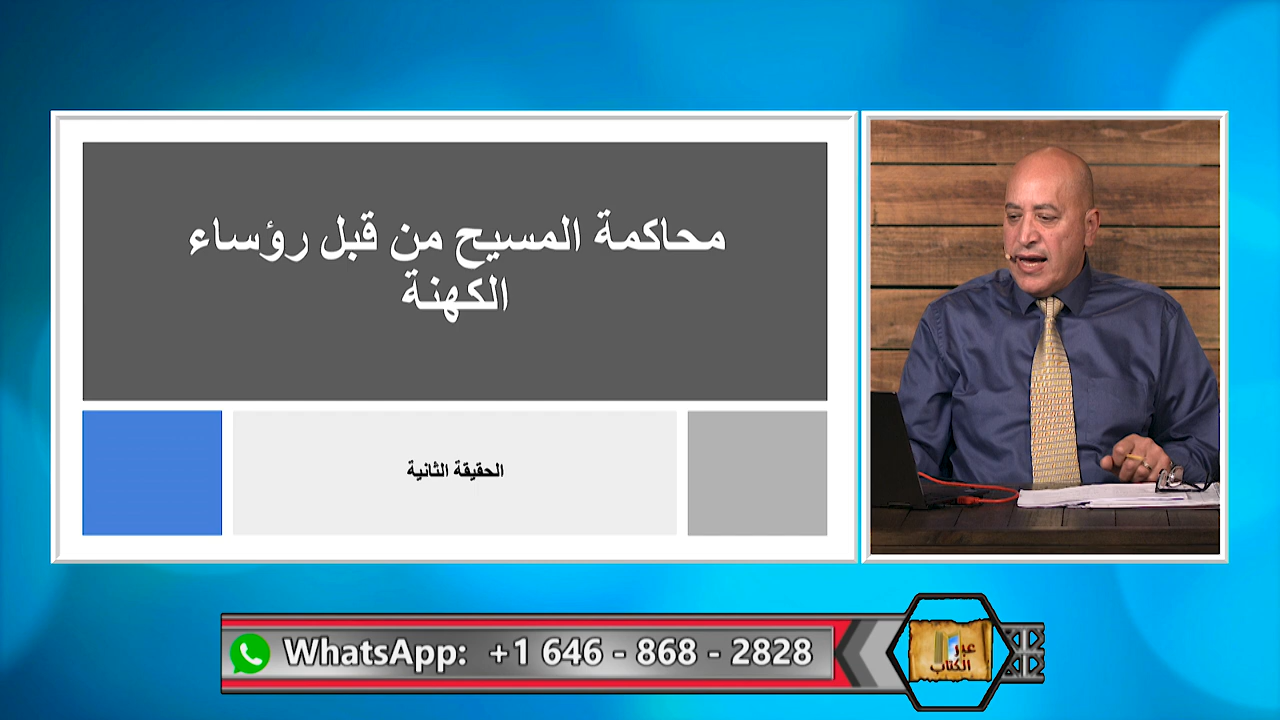 محاكمة المسيح من قبل رؤساء
الكهنة
الحقيقة الثانية
WhatsApp: +1 646 - 868 - 2828
عبر
الكتاب